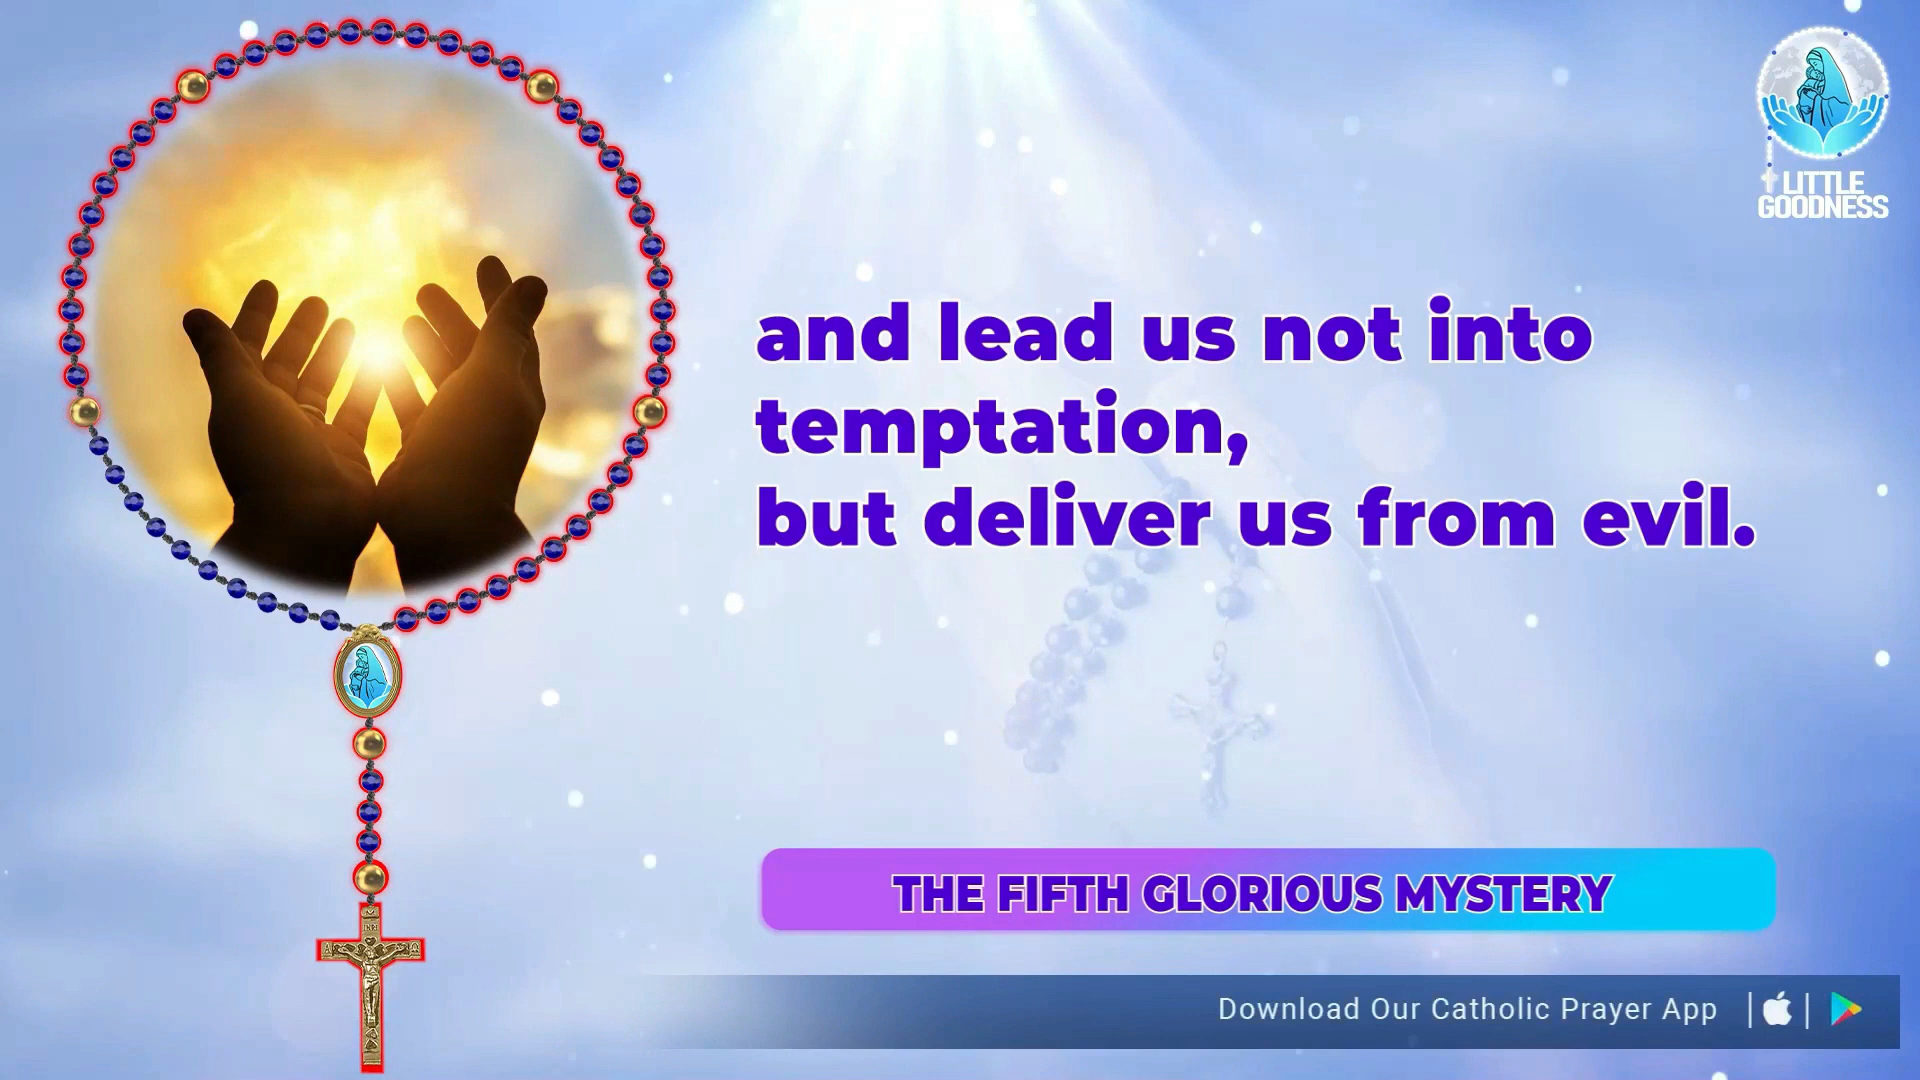 LITTLE
GOODNESS
and lead us not into
temptation,
but deliver us from evil.
THE FIFTH GLORIOUS MYSTERY
Download Our Catholic Prayer App
INRI